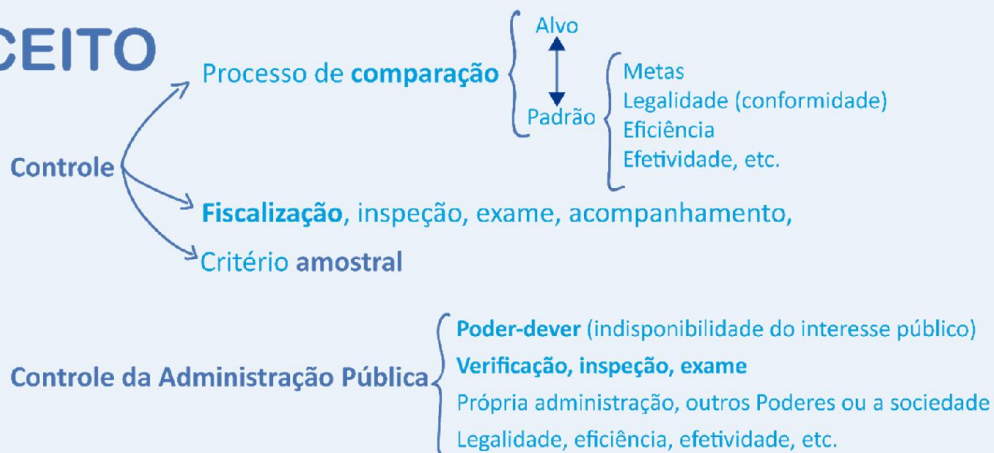 CEITO
Alvo
Processo de comparação
Padrão
Metas
Legalidade (conformidade)
Eficiência
Efetividade, etc.
Controle
Fiscalização, inspeção, exame, acompanhamento,
Critério amostral
Controle da Administração Pública
Poder-dever (indisponibilidade do interesse público)
Verificação, inspeção, exame
Própria administração, outros Poderes ou a sociedade
Legalidade, eficiência, efetividade, etc.